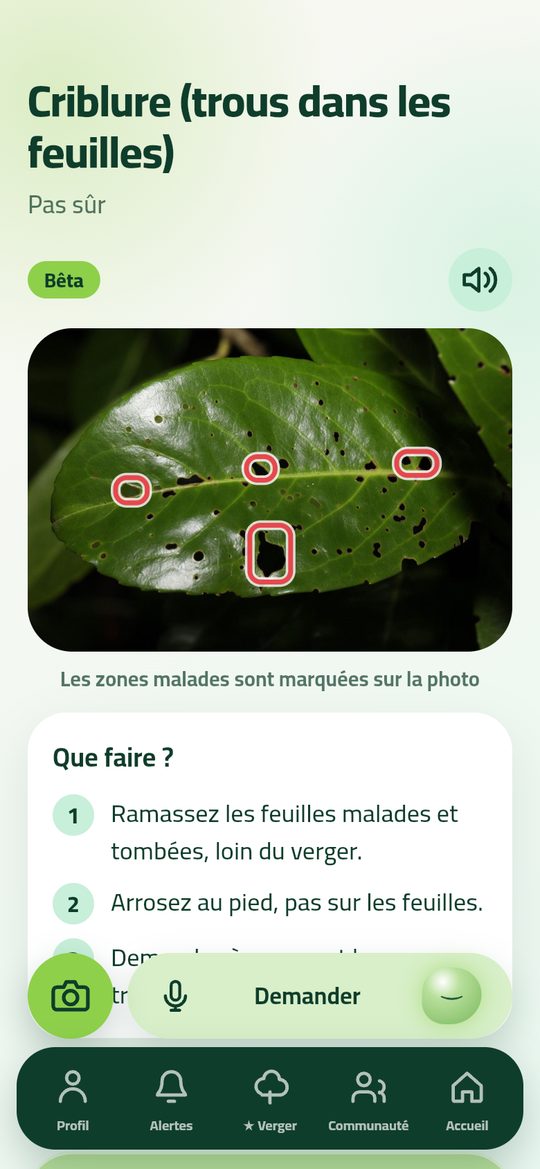 Criblure (trous dans les
feuilles)
Pas sûr
Bêta
Les zones malades sont marquées sur la photo
Que faire ?
1 Ramassez les feuilles malades et
tombées, loin du verger.
2 Arrosez au pied, pas sur les feuilles.
Demander
Profil
Alertes
★ Verger
Communauté
Accueil